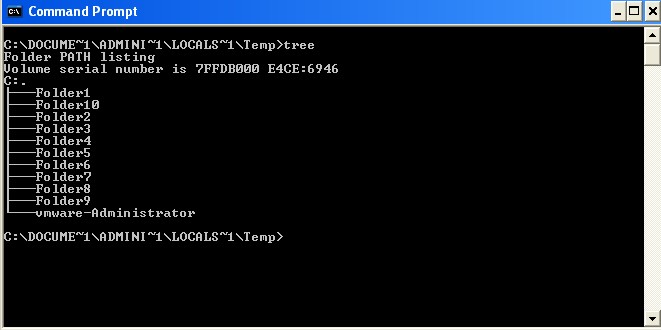 Command Prompt
C:\DOCUME~1\ADMINI~1\LOCALS~1\Temp>tree
Folder PATH listing
Volume serial number is 7FFDB000 E4CE:6946
C:.
├───Folder1
├───Folder10
├───Folder2
├───Folder3
├───Folder4
├───Folder5
├───Folder6
├───Folder7
├───Folder8
├───Folder9
└───vmware-Administrator
C:\DOCUME~1\ADMINI~1\LOCALS~1\Temp>